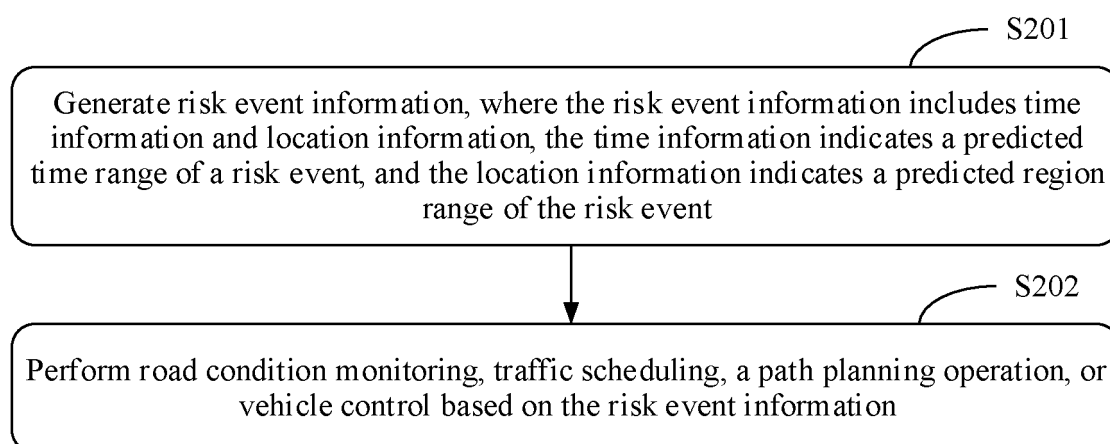 S201
Generate risk event information, where the risk event information includes time
information and location information, the time information indicates a predicted
time range of a risk event, and the location information indicates a predicted region
range of the risk event
S202
Perform road condition monitoring, traffic scheduling, a path planning operation, or
vehicle control based on the risk event information